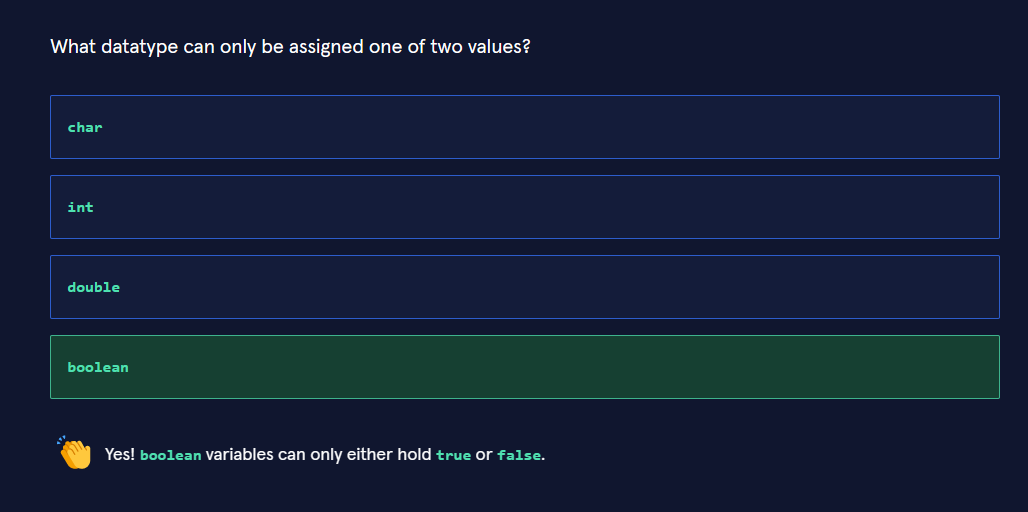 What datatype can only be assigned one of two values?
char
int
double
boolean
Yes! boolean variables can only either hold true or false.